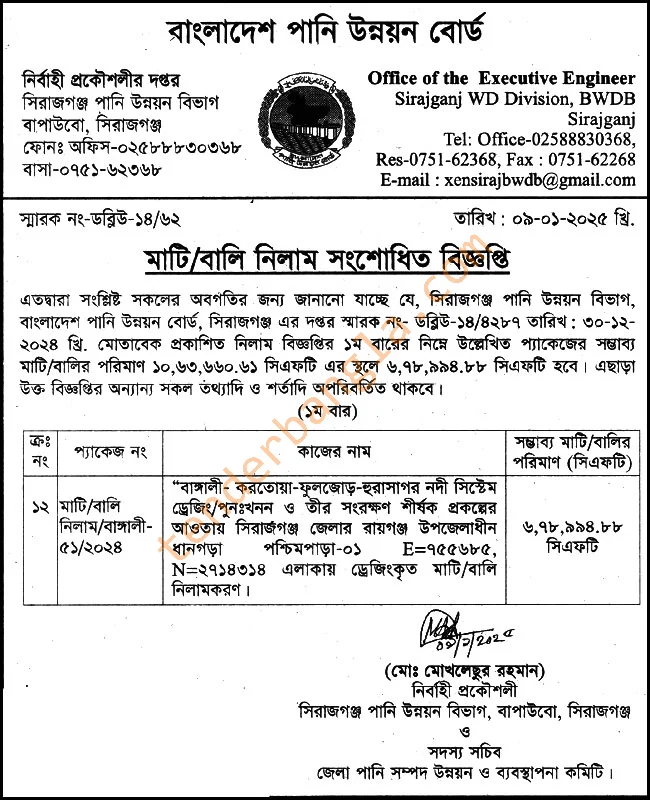 বাংলাদেশ পানি উন্নয়ন বোর্ড
নির্বাহী প্রকৌশলীর দপ্তর
সিরাজগঞ্জ পানি উন্নয়ন বিভাগ
বাপাউবো, সিরাজগঞ্জ
ফোনঃ অফিস-০২৫৮৮৮৩০৩৬৮
বাসা-০৭৫১-৬২৩৬৮
Office of the Executive Engineer
Sirajganj WD Division, BWDB
Sirajganj
Tel: Office-02588830368,
Res-0751-62368, Fax : 0751-62268
E-mail : xensirajbwdb@gmail.com
স্মারক নং-ডব্লিউ-১৪/৬২
তারিখ : ০৯-০১-২০২৫ খ্রি.
মাটি/বালি নিলাম সংশোধিত বিজ্ঞপ্তি
এতদ্বারা সংশ্লিষ্ট সকলের অবগতির জন্য জানানো যাচ্ছে যে, সিরাজগঞ্জ পানি উন্নয়ন বিভাগ,
বাংলাদেশ পানি উন্নয়ন বোর্ড, সিরাজগঞ্জ এর দপ্তর স্মারক নং- ডব্লিউ-১৪/৪২৮৭ তারিখ : ৩০-১২-
২০২৪ খ্রি. মোতাবেক প্রকাশিত নিলাম বিজ্ঞপ্তির ১ম বারের নিম্নে উল্লেখিত প্যাকেজের সম্ভাব্য
মাটি/বালির পরিমাণ ১০,৬৩,৬৬০.৬১ সিএফটি এর স্থলে ৬,৭৮,৯৯৪.৮৮ সিএফটি হবে। এছাড়া
উক্ত বিজ্ঞপ্তির অন্যান্য সকল তথ্যাদি ও শর্তাদি অপরিবর্তিত থাকবে।
(১ম বার)
ক্রঃ নং
প্যাকেজ নং
কাজের নাম
সম্ভাব্য মাটি/বালির
পরিমাণ (সিএফটি)
১২
মাটি/বালি
নিলাম/বাঙ্গালী-
৫১/২০২৪
"বাঙ্গালী- করতোয়া-ফুলজোড়-হুরাসাগর নদী সিস্টেম
ড্রেজিং/পুনঃখনন ও তীর সংরক্ষণ শীর্ষক প্রকল্পের
আওতায় সিরাজগঞ্জ জেলার রায়গঞ্জ উপজেলাধীন
ধানগড়া পশ্চিমপাড়া-০১ E=৭৫৫৬৮৫,
N=২৭১৪৩১৪ এলাকায় ড্রেজিংকৃত মাটি/বালি
নিলামকরণ।
৬,৭৮,৯৯৪.৮৮
সিএফটি
(মোঃ মোখলেছুর রহমান)
নির্বাহী প্রকৌশলী
সিরাজগঞ্জ পানি উন্নয়ন বিভাগ, বাপাউবো, সিরাজগঞ্জ
ও
সদস্য সচিব
জেলা পানি সম্পদ উন্নয়ন ও ব্যবস্থাপনা কমিটি।
tenderbangla.com